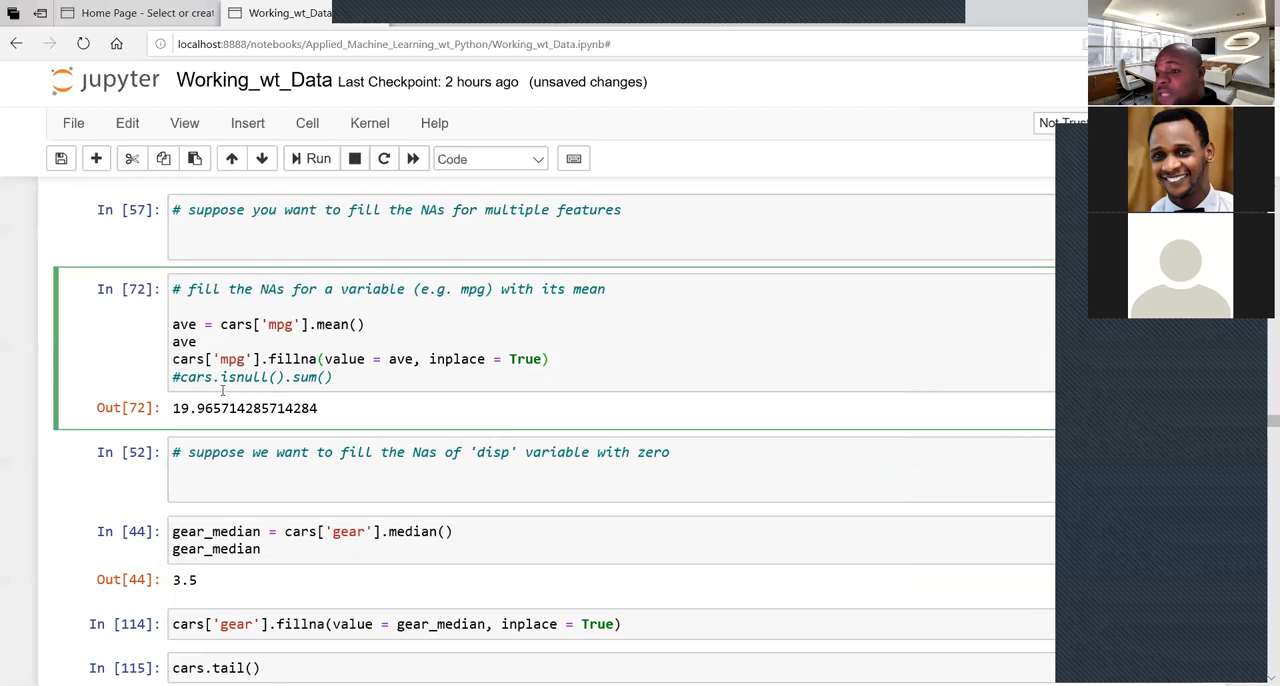 Home Page - Select or creat
Working_wt_Data
localhost:8888/notebooks/Applied_Machine_Learning_wt_Python/Working_wt_Data.ipynb#
jupyter Working_wt_Data Last Checkpoint: 2 hours ago (unsaved changes)
File Edit View Insert Cell Kernel Help Not Trus
Run Code
In [57]: # suppose you want to fill the NAs for multiple features
In [72]: # fill the NAs for a variable (e.g. mpg) with its mean
ave = cars['mpg'].mean()
ave
cars['mpg'].fillna(value = ave, inplace = True)
#cars.isnull().sum()
Out[72]: 19.965714285714284
In [52]: # suppose we want to fill the Nas of 'disp' variable with zero
In [44]: gear_median = cars['gear'].median()
gear_median
Out[44]: 3.5
In [114]: cars['gear'].fillna(value = gear_median, inplace = True)
In [115]: cars.tail()